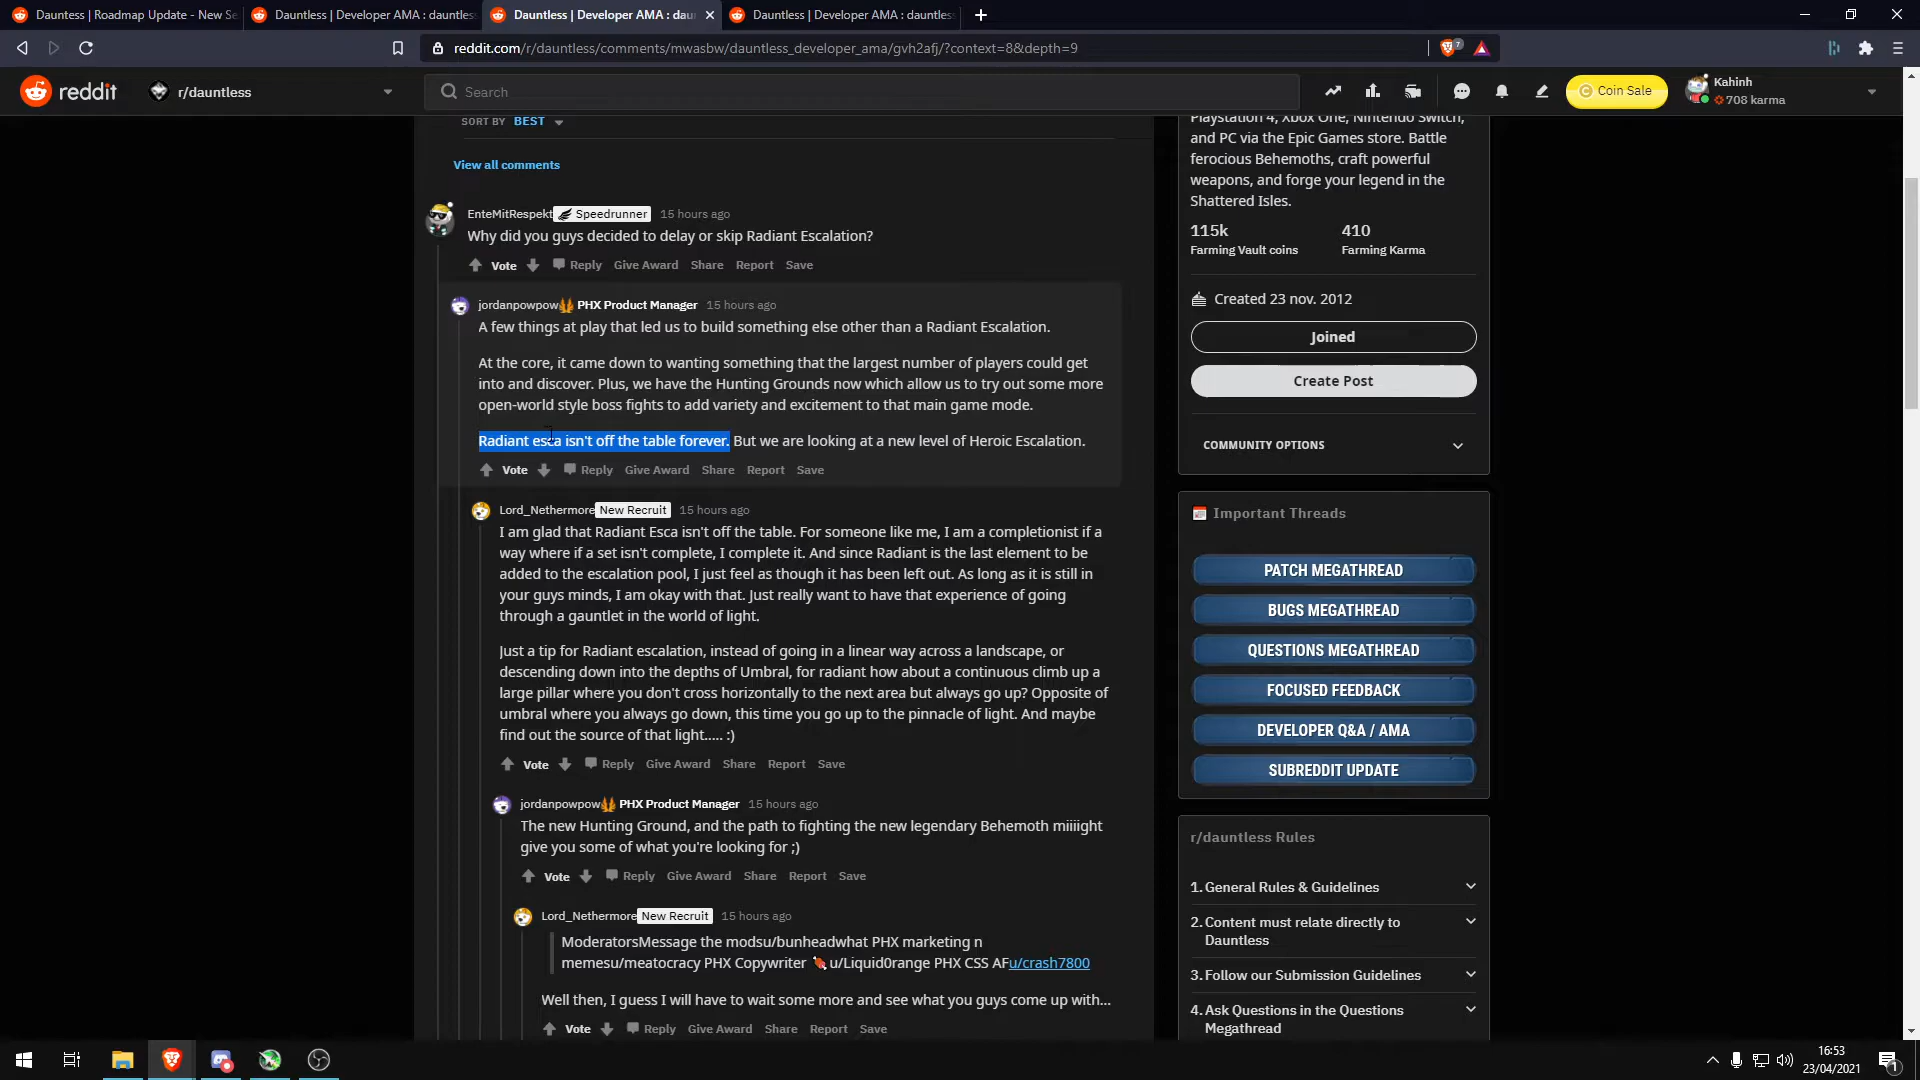 Dauntess | Roadmap Update - New Se
Dauntless | Developer AMA : dauntless
Dauntless | Developer AMA : dau
Dauntless | Developer AMA : dauntless
reddit.com/r/dauntless/comments/mwasbw/dauntless_developer_ama/gvh2afj/?context=8&depth=9
7
reddit
r/dauntless
Search
Coin Sale
Kahinh
708 karma
SORT BY BEST
View all comments
EnteMitRespekt Speedrunner 15 hours ago
Why did you guys decided to delay or skip Radiant Escalation?
Vote Reply Give Award Share Report Save
jordanpowpow PHX Product Manager 15 hours ago
A few things at play that led us to build something else other than a Radiant Escalation.
At the core, it came down to wanting something that the largest number of players could get
into and discover. Plus, we have the Hunting Grounds now which allow us to try out some more
open-world style boss fights to add variety and excitement to that main game mode.
Radiant esca isn't off the table forever. But we are looking at a new level of Heroic Escalation.
Vote Reply Give Award Share Report Save
Lord_Nethermore New Recruit 15 hours ago
I am glad that Radiant Esca isn't off the table. For someone like me, I am a completionist if a
way where if a set isn't complete, I complete it. And since Radiant is the last element to be
added to the escalation pool, I just feel as though it has been left out. As long as it is still in
your guys minds, I am okay with that. Just really want to have that experience of going
through a gauntlet in the world of light.
Just a tip for Radiant escalation, instead of going in a linear way across a landscape, or
descending down into the depths of Umbral, for radiant how about a continuous climb up a
large pillar where you don't cross horizontally to the next area but always go up? Opposite of
umbral where you always go down, this time you go up to the pinnacle of light. And maybe
find out the source of that light..... :)
Vote Reply Give Award Share Report Save
jordanpowpow PHX Product Manager 15 hours ago
The new Hunting Ground, and the path to fighting the new legendary Behemoth miiiight
give you some of what you're looking for ;)
Vote Reply Give Award Share Report Save
Lord_Nethermore New Recruit 15 hours ago
ModeratorsMessage the modsu/bunheadwhat PHX marketing n
memesu/meatocracy PHX Copywriter u/Liquid0range PHX CSS AFu/crash7800
Well then, I guess I will have to wait some more and see what you guys come up with...
Vote Reply Give Award Share Report Save
Playstation 4, Xbox One, Nintendo Switch,
and PC via the Epic Games store. Battle
ferocious Behemoths, craft powerful
weapons, and forge your legend in the
Shattered Isles.
115k 410
Farming Vault coins Farming Karma
Created 23 nov. 2012
Joined
Create Post
COMMUNITY OPTIONS
Important Threads
PATCH MEGATHREAD
BUGS MEGATHREAD
QUESTIONS MEGATHREAD
FOCUSED FEEDBACK
DEVELOPER Q&A / AMA
SUBREDDIT UPDATE
r/dauntless Rules
1. General Rules & Guidelines
2. Content must relate directly to
Dauntless
3. Follow our Submission Guidelines
4. Ask Questions in the Questions
Megathread
16:53
23/04/2021
1